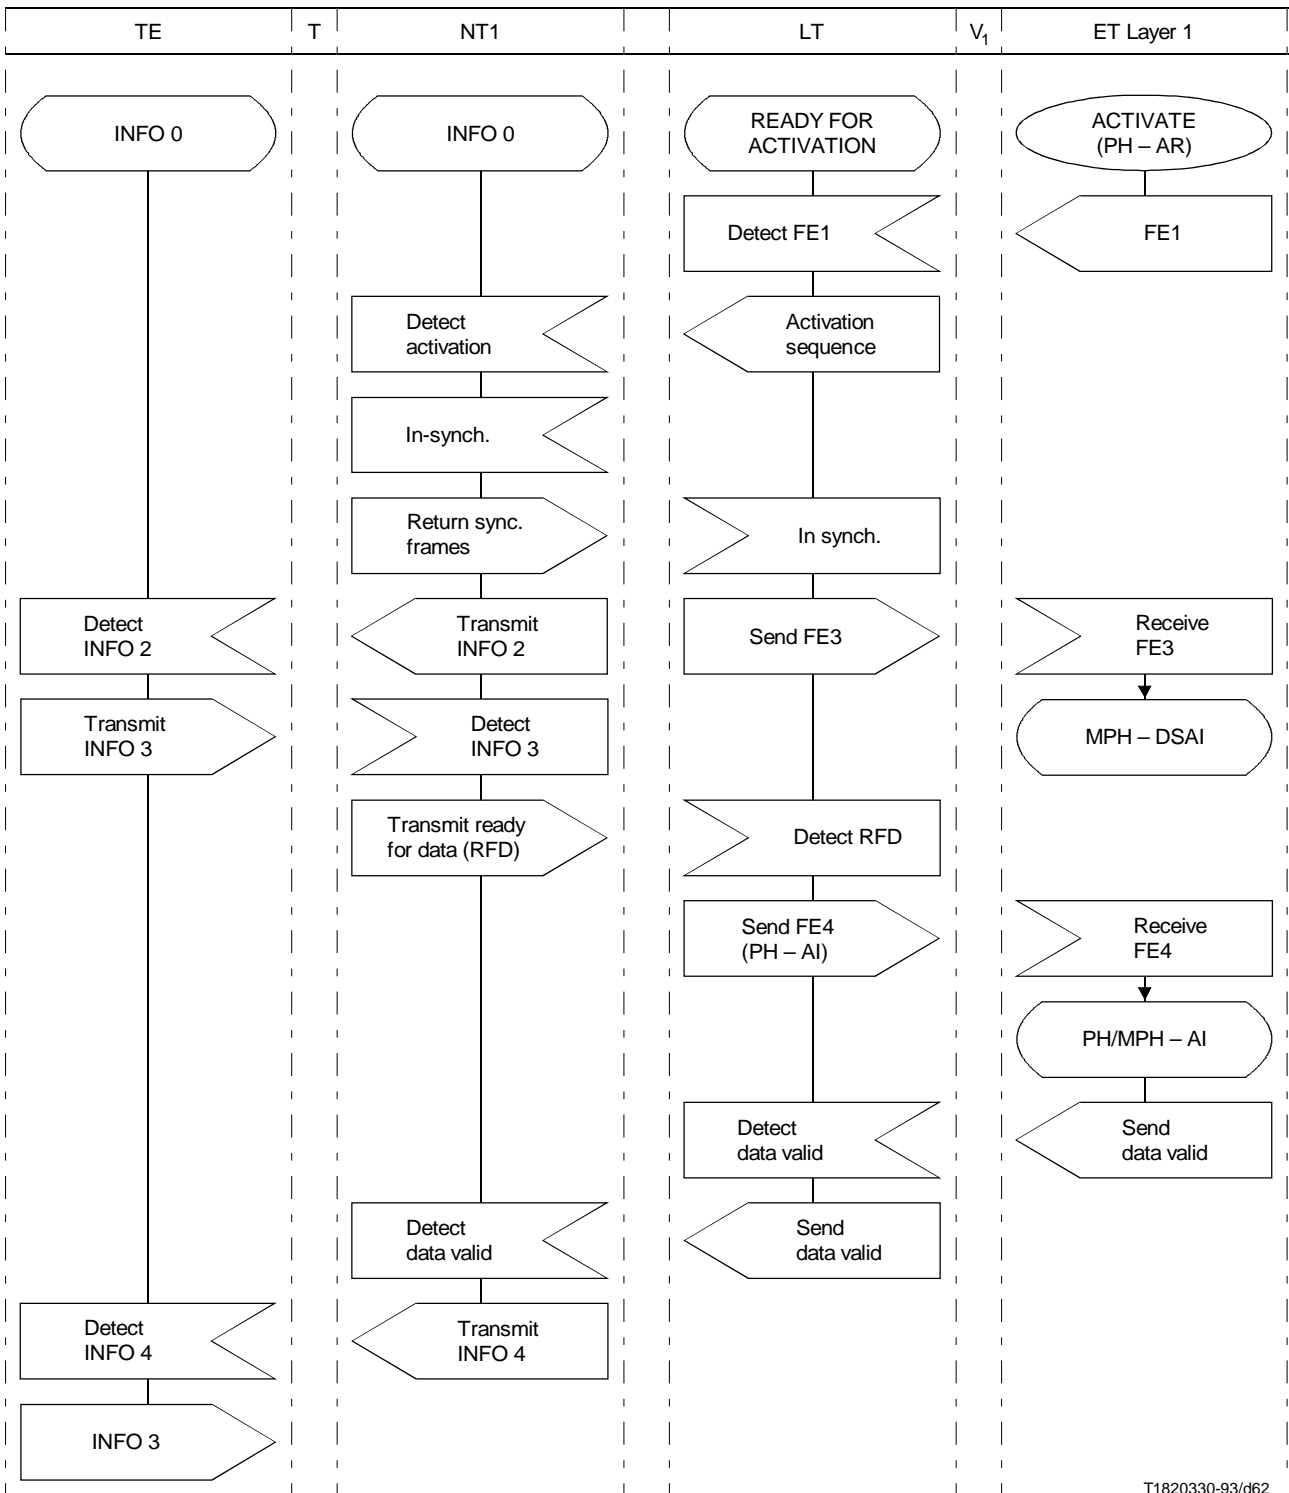 TE T NT1 LT V1 ET Layer 1
INFO 0
INFO 0
READY FOR
ACTIVATION
ACTIVATE
(PH – AR)
Detect FE1
FE1
Detect
activation
Activation
sequence
In-synch.
Return sync.
frames
In synch.
Detect
INFO 2
Transmit
INFO 2
Send FE3
Receive
FE3
Transmit
INFO 3
Detect
INFO 3
MPH – DSAI
Transmit ready
for data (RFD)
Detect RFD
Send FE4
(PH – AI)
Receive
FE4
PH/MPH – AI
Detect
data valid
Send
data valid
Detect
data valid
Send
data valid
Detect
INFO 4
Transmit
INFO 4
INFO 3
T1820330-93/d62